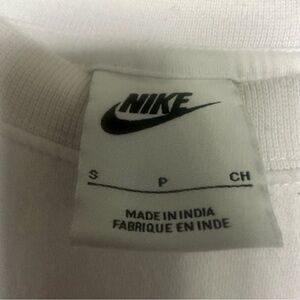 NIKE
S P CH
MADE IN INDIA
FABRIQUE EN INDE